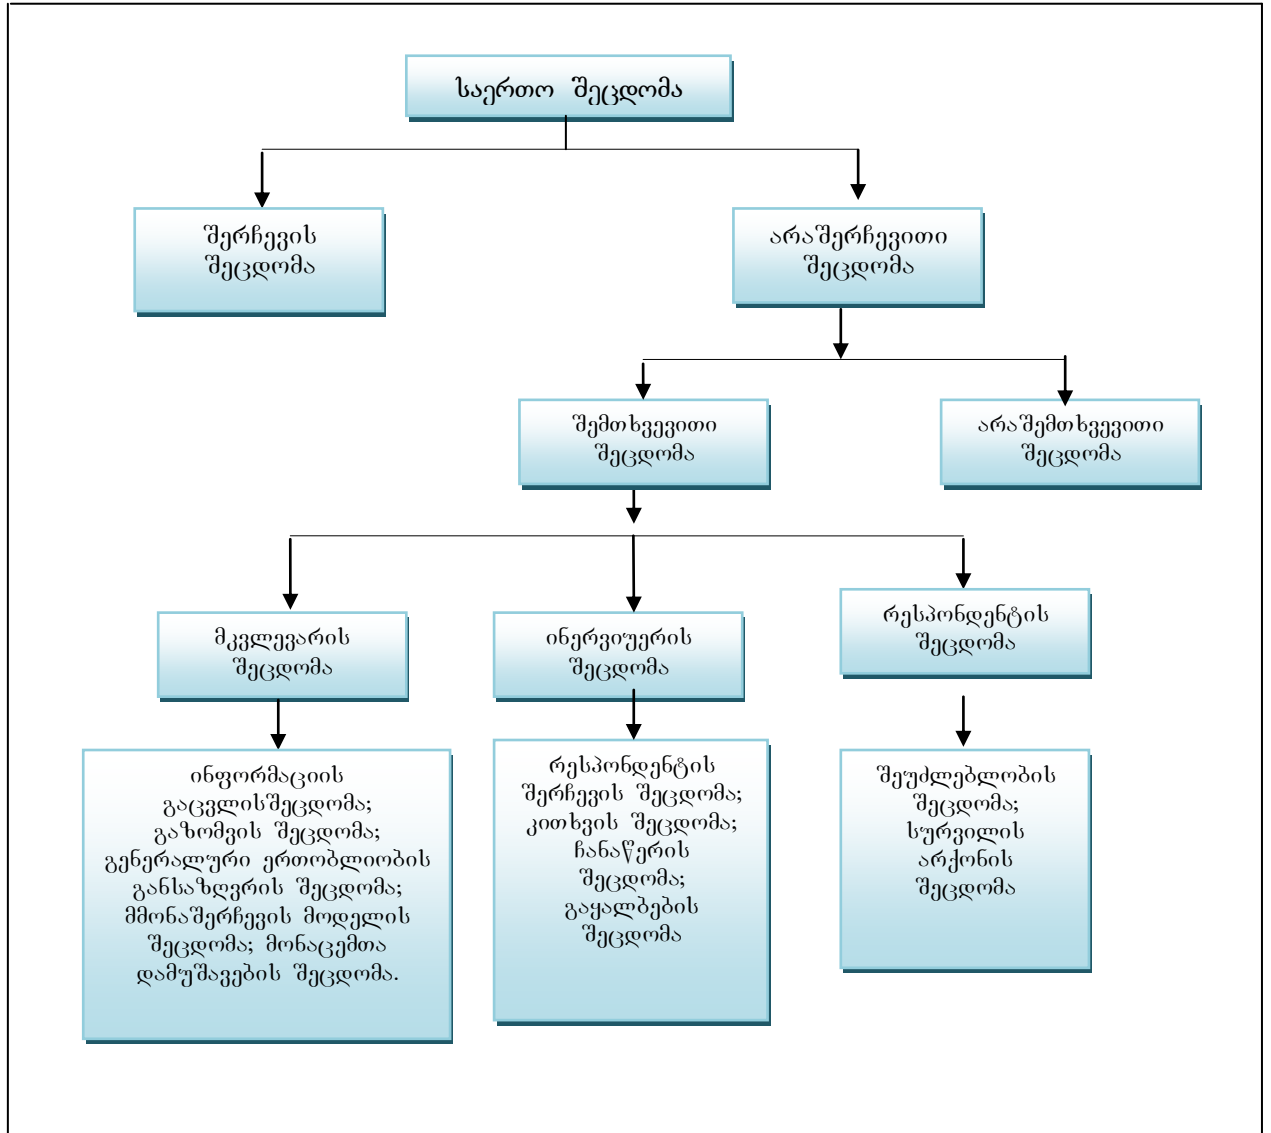 საერთო შეცდომა
შერჩევის
შეცდომა
არაშერჩევითი
შეცდომა
შემთხვევითი
შეცდომა
არაშემთხვევითი
შეცდომა
მკვლევარის
შეცდომა
ინერვიუერის
შეცდომა
რესპონდენტის
შეცდომა
ინფორმაციის
გაცვლისშეცდომა;
გაზომვის შეცდომა;
გენერალური ერთობლიობის
განსაზღვრის შეცდომა;
მმონაშერჩევის მოდელის
შეცდომა; მონაცემთა
დამუშავების შეცდომა.
რესპონდენტის
შერჩევის შეცდომა;
კითხვის შეცდომა;
ჩანაწერის
შეცდომა;
გაყალბების
შეცდომა
შეუძლებლობის
შეცდომა;
სურვილის
არქონის
შეცდომა